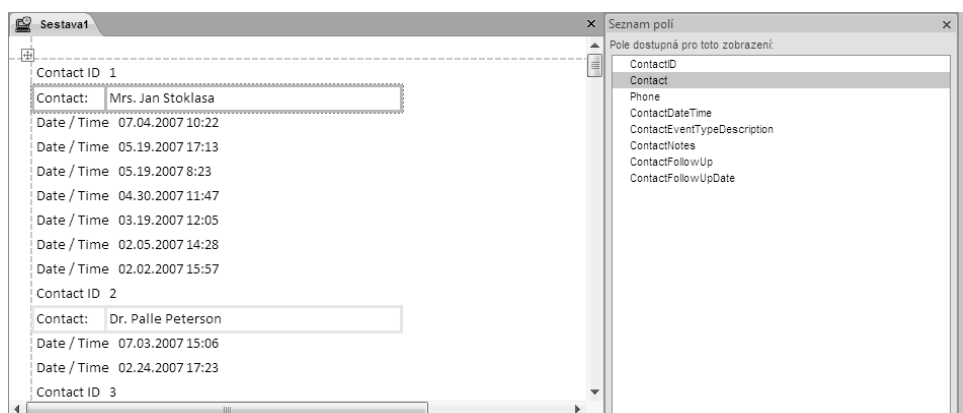 Sestava1
Contact ID 1
Contact: Mrs. Jan Stoklasa
Date / Time 07.04.2007 10:22
Date / Time 05.19.2007 17:13
Date / Time 05.19.2007 8:23
Date / Time 04.30.2007 11:47
Date / Time 03.19.2007 12:05
Date / Time 02.05.2007 14:28
Date / Time 02.02.2007 15:57
Contact ID 2
Contact: Dr. Palle Peterson
Date / Time 07.03.2007 15:06
Date / Time 02.24.2007 17:23
Contact ID 3
Seznam polí
Pole dostupná pro toto zobrazení:
ContactID
Contact
Phone
ContactDateTime
ContactEventTypeDescription
ContactNotes
ContactFollowUp
ContactFollowUpDate